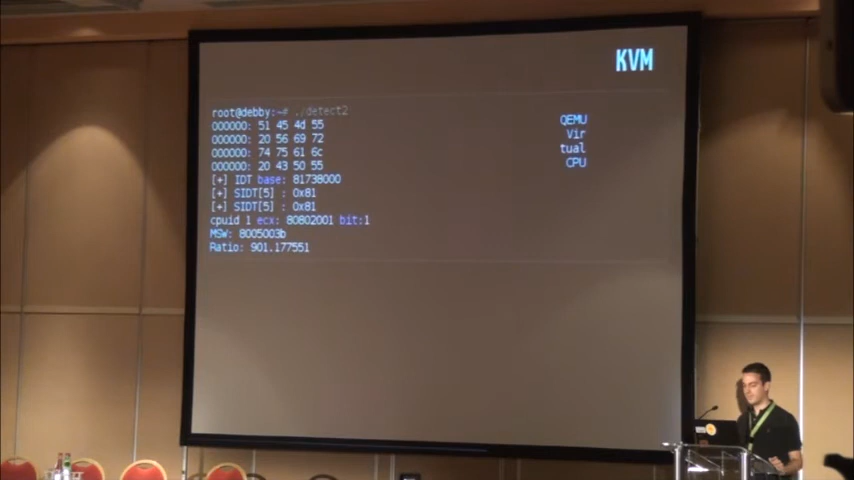 KVM
root@debby:~# ./detect2
000000: 51 45 4d 55 QEMU
000000: 20 56 69 72 Vir
000000: 74 75 61 6c tual
000000: 20 43 50 55 CPU
[+] IDT base: 81738000
[+] SIDT[5] : 0x81
[+] SIDT[5] : 0x81
cpuid 1 ecx: 80802001 bit:1
MSW: 8005003b
Ratio: 901.177551